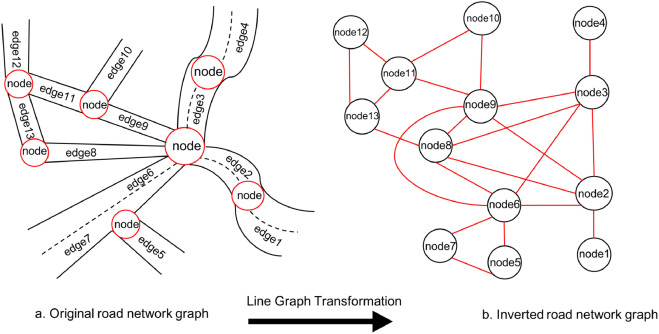 edge12
node
edge11
edge10
node
edge9
edge13
node
edge8
edge4
node
edge3
node
edge2
node
edge1
edge6
edge7
node
edge5
a. Original road network graph
Line Graph Transformation
node12
node10
node4
node11
node3
node9
node13
node8
node2
node6
node7
node5
node1
b. Inverted road network graph